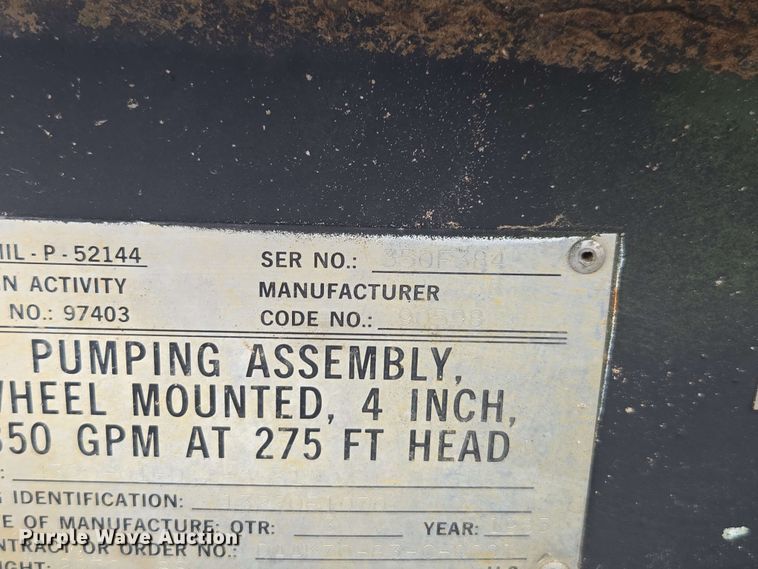 MIL - P - 52144 SER NO.: 350F384
N ACTIVITY MANUFACTURER
NO.: 97403 CODE NO.:
PUMPING ASSEMBLY,
WHEEL MOUNTED, 4 INCH,
350 GPM AT 275 FT HEAD
G IDENTIFICATION:
E OF MANUFACTURE: QTR: YEAR:
NTRACT OR ORDER NO.:
Purple Wave Auction